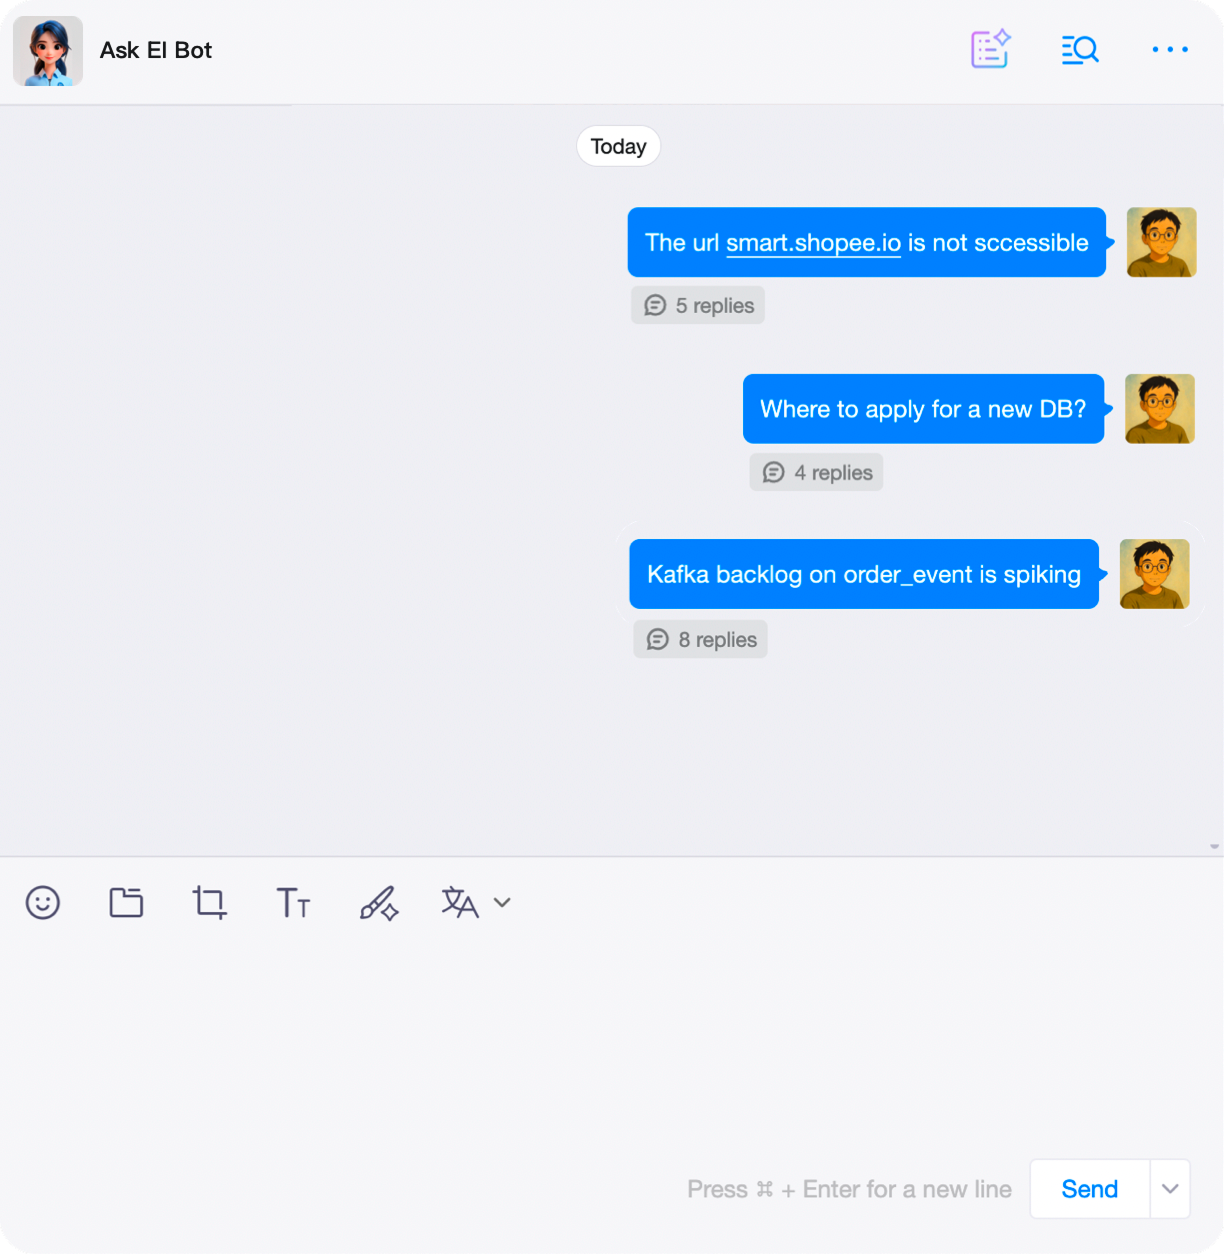 Ask EI Bot
Today
The url smart.shopee.io is not sccessible
5 replies
Where to apply for a new DB?
4 replies
Kafka backlog on order_event is spiking
8 replies
Press ⌘ + Enter for a new line
Send